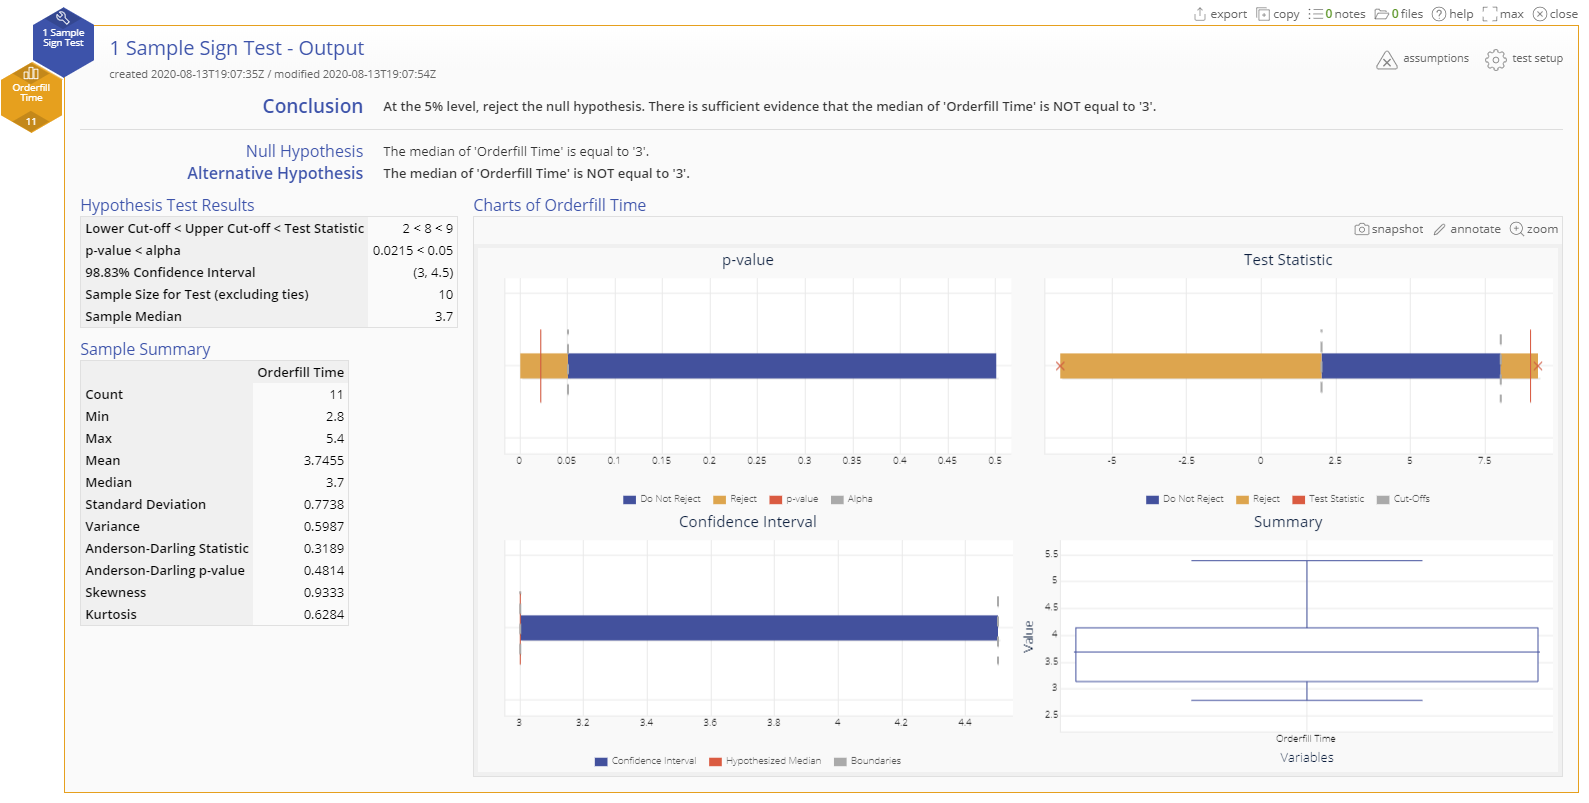 export copy 0 notes 0 files help max close
1 Sample
Sign Test
Orderfill
Time
11
1 Sample Sign Test - Output
created 2020-08-13T19:07:35Z / modified 2020-08-13T19:07:54Z
assumptions test setup
Conclusion At the 5% level, reject the null hypothesis. There is sufficient evidence that the median of 'Orderfill Time' is NOT equal to '3'.
Null Hypothesis The median of 'Orderfill Time' is equal to '3'.
Alternative Hypothesis The median of 'Orderfill Time' is NOT equal to '3'.
Hypothesis Test Results
Lower Cut-off < Upper Cut-off < Test Statistic 2 < 8 < 9
p-value < alpha 0.0215 < 0.05
98.83% Confidence Interval (3, 4.5)
Sample Size for Test (excluding ties) 10
Sample Median 3.7
Sample Summary
Orderfill Time
Count 11
Min 2.8
Max 5.4
Mean 3.7455
Median 3.7
Standard Deviation 0.7738
Variance 0.5987
Anderson-Darling Statistic 0.3189
Anderson-Darling p-value 0.4814
Skewness 0.9333
Kurtosis 0.6284
Charts of Orderfill Time
snapshot annotate zoom
p-value
0 0.05 0.1 0.15 0.2 0.25 0.3 0.35 0.4 0.45 0.5
Do Not Reject Reject p-value Alpha
Test Statistic
-5 -2.5 0 2.5 5 7.5
Do Not Reject Reject Test Statistic Cut-Offs
Confidence Interval
3 3.2 3.4 3.6 3.8 4 4.2 4.4
Confidence Interval Hypothesized Median Boundaries
Summary
5.5
5
4.5
4
3.5
3
2.5
Value
Orderfill Time
Variables